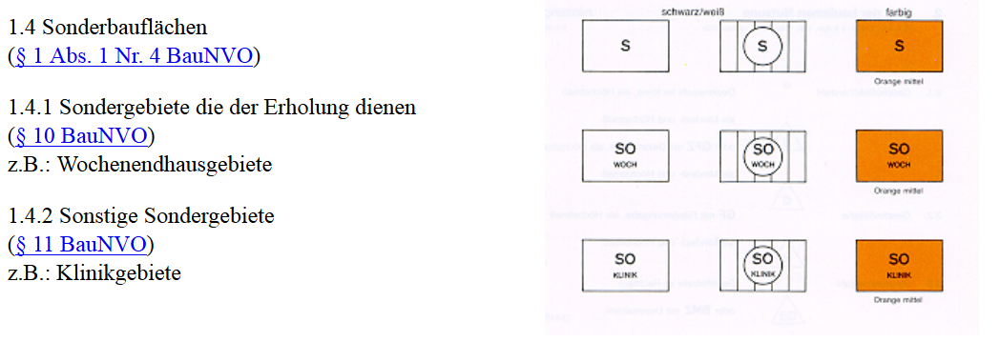 1.4 Sonderbauflächen
(§ 1 Abs. 1 Nr. 4 BauNVO)
1.4.1 Sondergebiete die der Erholung dienen
(§ 10 BauNVO)
z.B.: Wochenendhausgebiete
1.4.2 Sonstige Sondergebiete
(§ 11 BauNVO)
z.B.: Klinikgebiete
schwarz/weiß farbig
S S S
Orange mittel
SO SO SO
WOCH WOCH WOCH
Orange mittel
SO SO SO
KLINIK KLINIK KLINIK
Orange mittel